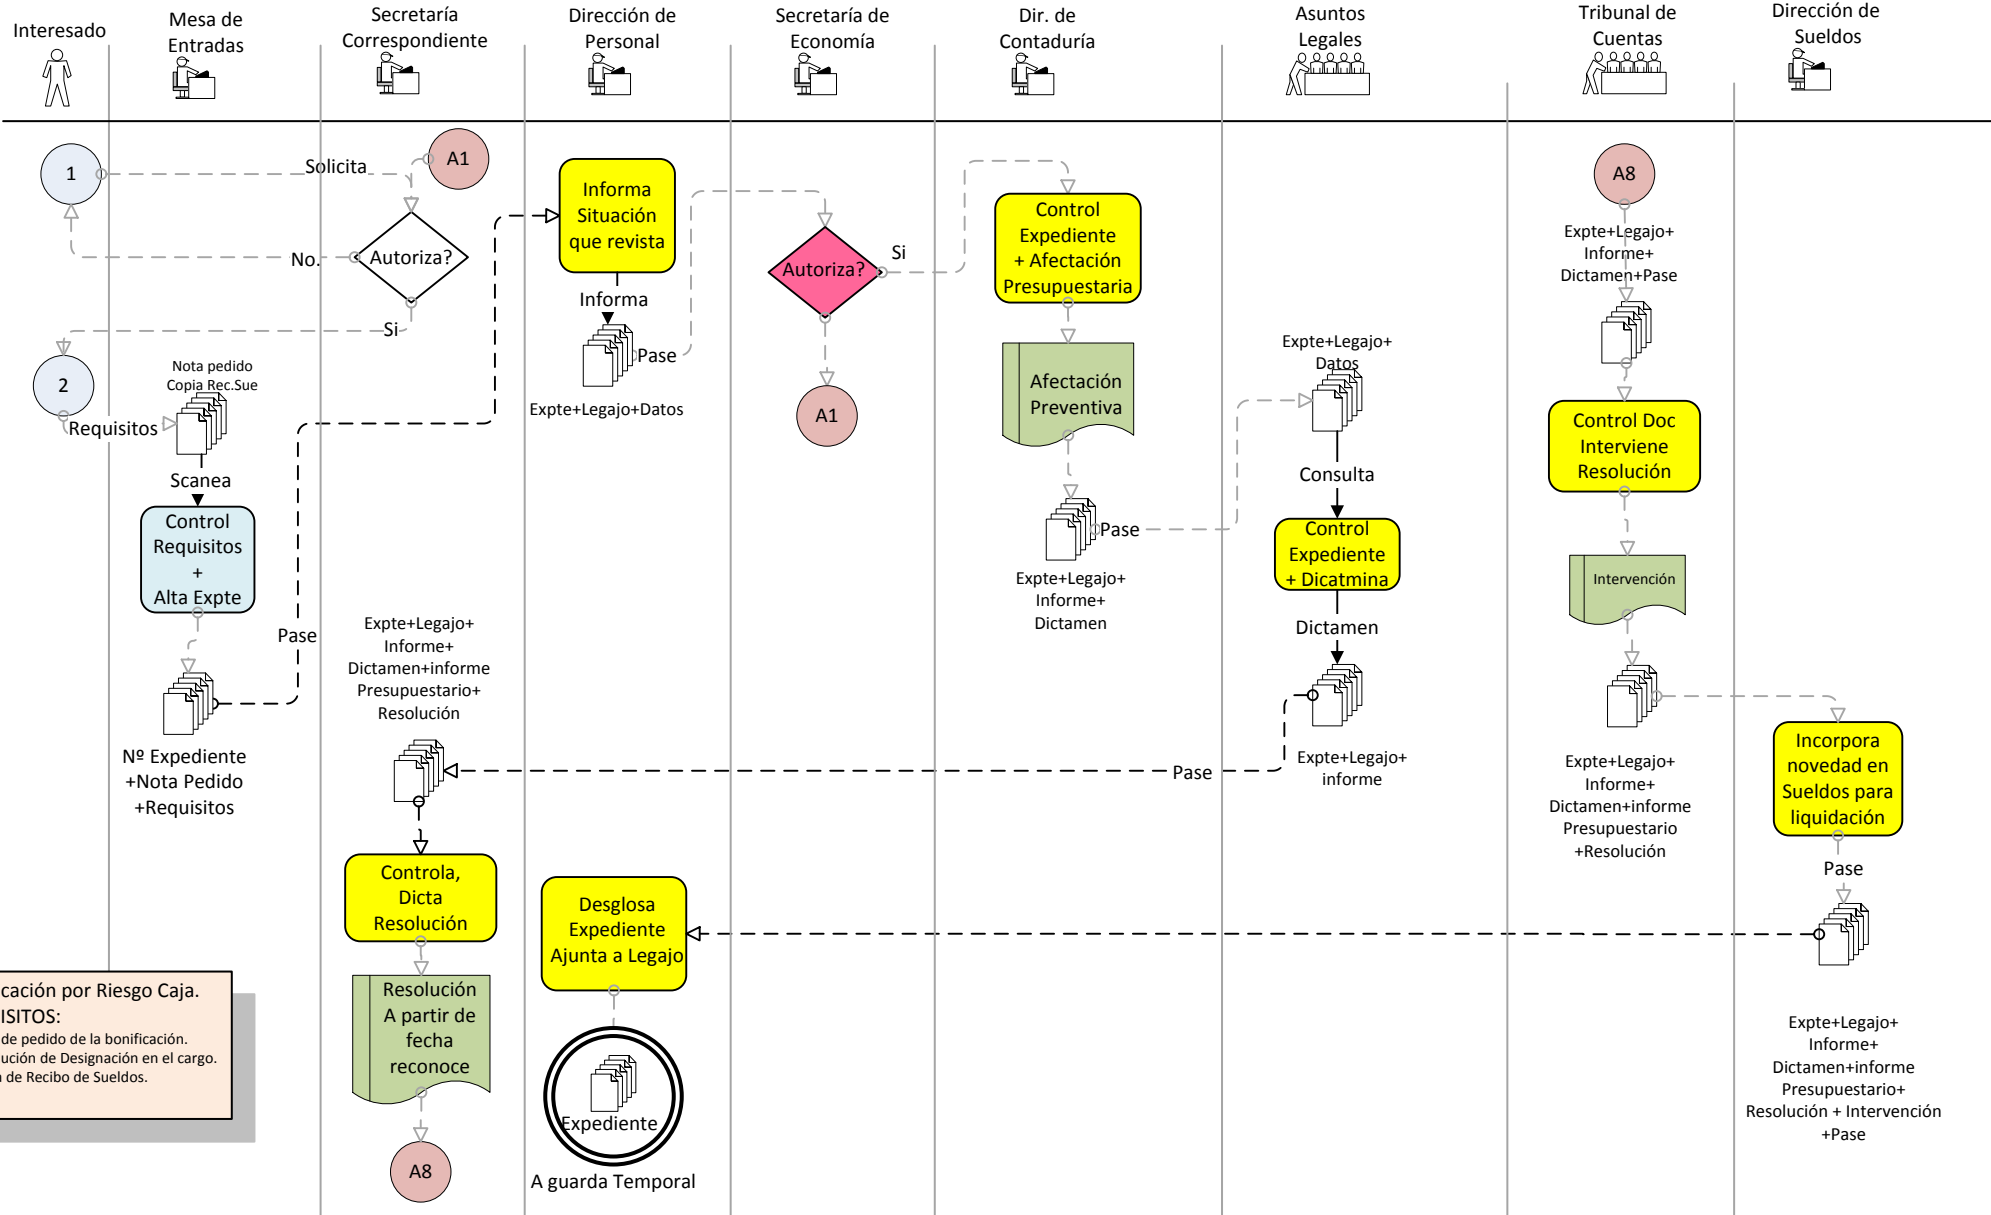 Interesado
Mesa de
Entradas
Secretaría
Correspondiente
Dirección de
Personal
Secretaría de
Economía
Dir. de
Contaduría
Asuntos
Legales
Tribunal de
Cuentas
Dirección de
Sueldos
1
Solicita
A1
Autoriza?
No.
Si
2
Requisitos
Nota pedido
Copia Rec.Sue
Scanea
Control
Requisitos
+
Alta Expte
Nº Expediente
+Nota Pedido
+Requisitos
Pase
Informa
Situación
que revista
Informa
Pase
Expte+Legajo+Datos
Autoriza?
Si
A1
Control
Expediente
+ Afectación
Presupuestaria
Afectación
Preventiva
Pase
Expte+Legajo+
Informe+
Dictamen
Expte+Legajo+
Datos
Consulta
Control
Expediente
+ Dicatmina
Dictamen
Expte+Legajo+
informe
Pase
Expte+Legajo+
Informe+
Dictamen+informe
Presupuestario+
Resolución
Controla,
Dicta
Resolución
Resolución
A partir de
fecha
reconoce
A8
A8
Expte+Legajo+
Informe+
Dictamen+Pase
Control Doc
Interviene
Resolución
Intervención
Expte+Legajo+
Informe+
Dictamen+informe
Presupuestario
+Resolución
Incorpora
novedad en
Sueldos para
liquidación
Pase
Expte+Legajo+
Informe+
Dictamen+informe
Presupuestario+
Resolución + Intervención
+Pase
Desglosa
Expediente
Ajunta a Legajo
Expediente
A guarda Temporal
cación por Riesgo Caja.
ISITOS:
de pedido de la bonificación.
ución de Designación en el cargo.
de Recibo de Sueldos.